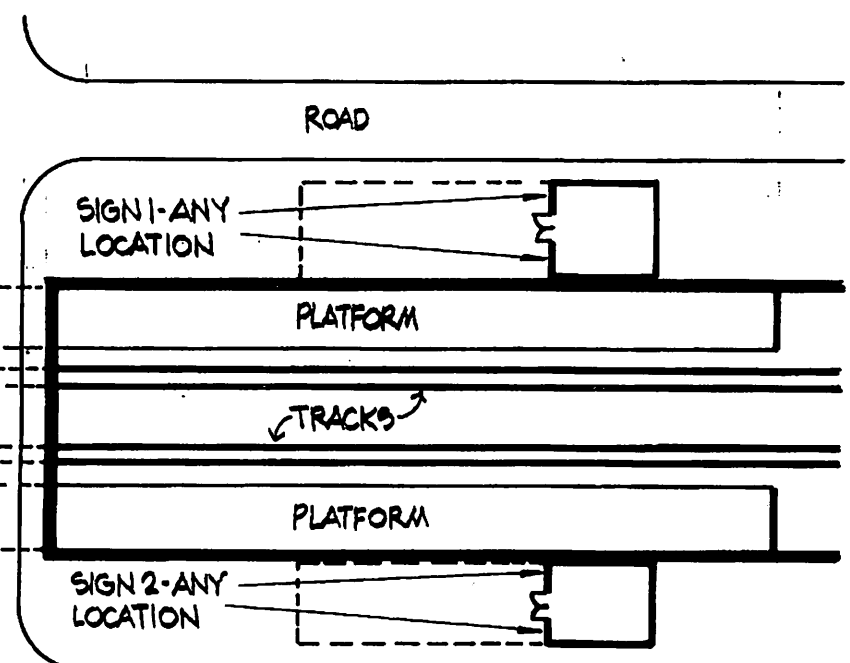 ROAD
SIGN 1-ANY
LOCATION
PLATFORM
TRACKS
PLATFORM
SIGN 2-ANY
LOCATION